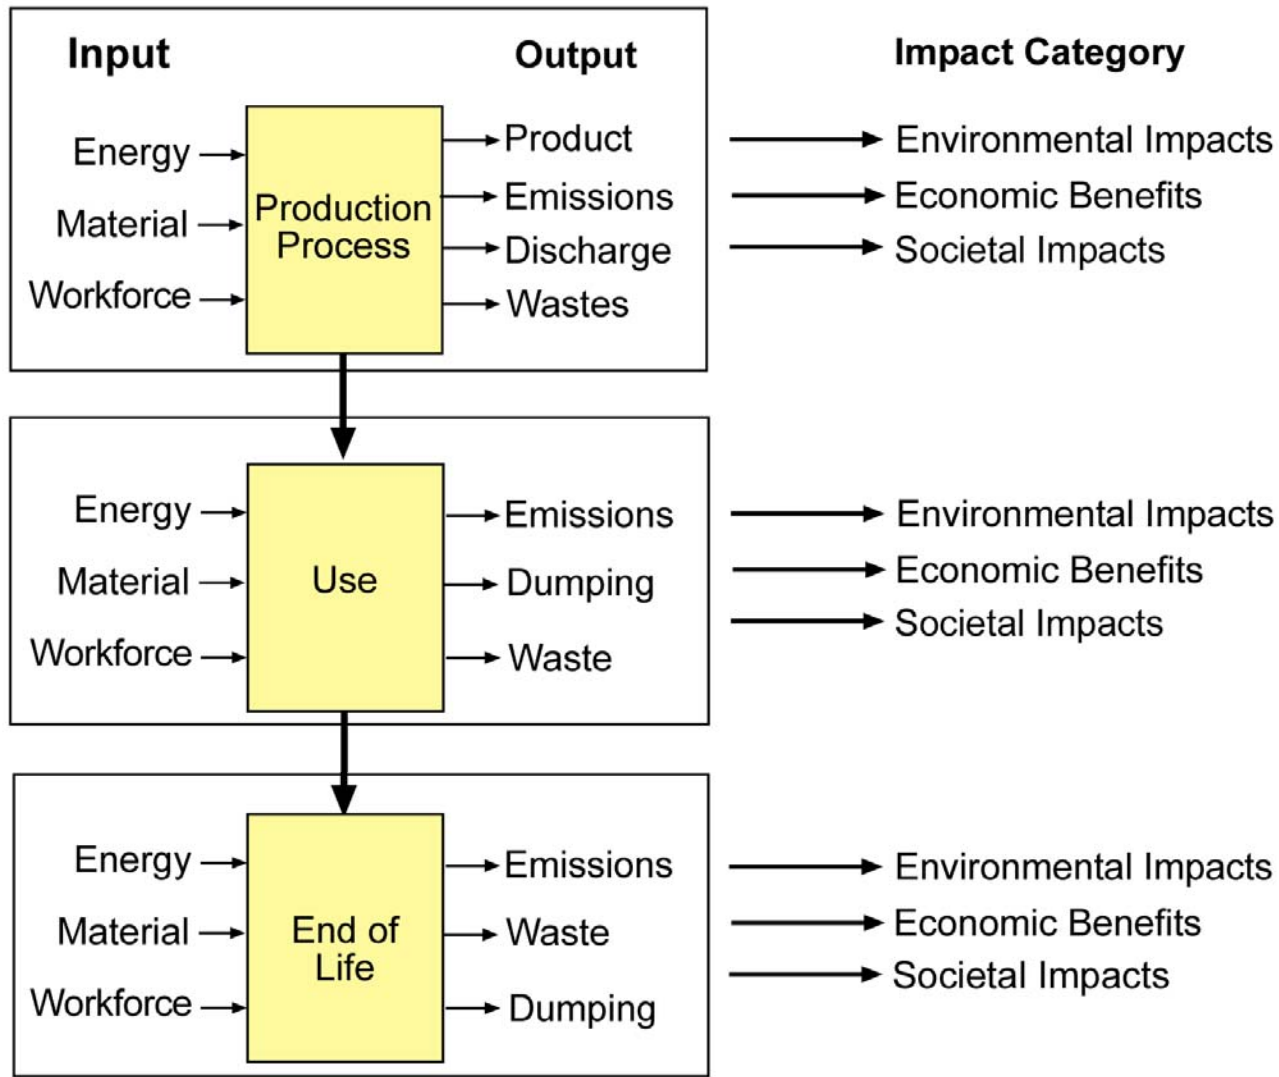 Input Output Impact Category
Energy Product Environmental Impacts
Material Production Process Emissions Economic Benefits
Discharge Societal Impacts
Workforce Wastes
Energy Emissions Environmental Impacts
Material Use Dumping Economic Benefits
Societal Impacts
Workforce Waste
Energy Emissions Environmental Impacts
Material End of Life Waste Economic Benefits
Societal Impacts
Workforce Dumping